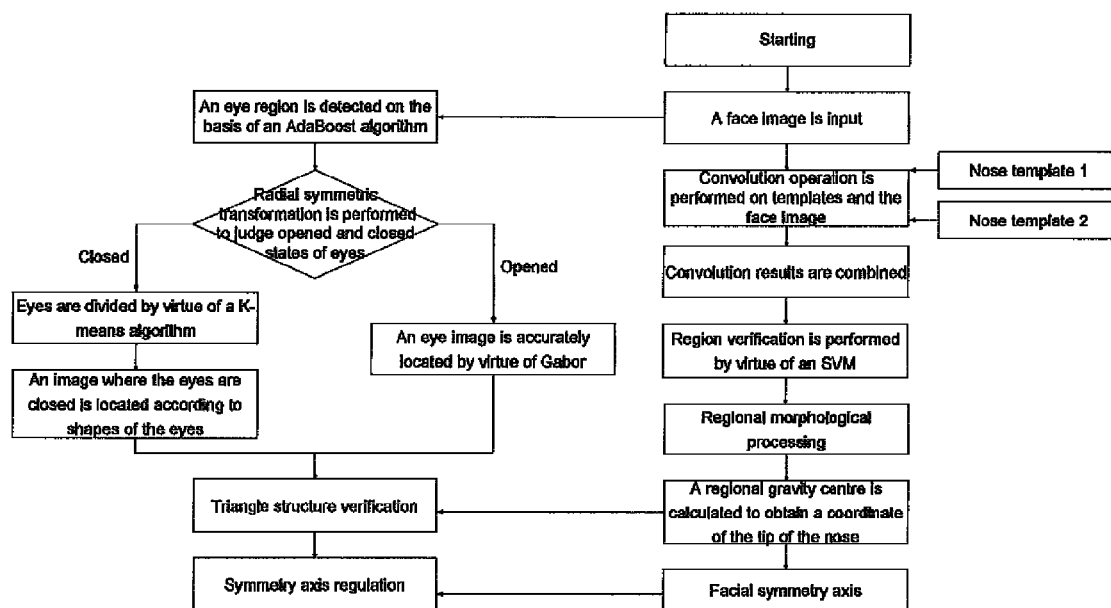 Starting
An eye region is detected on the
basis of an AdaBoost algorithm
A face image is input
Radial symmetric
transformation is performed
to judge opened and closed
states of eyes
Convolution operation is
performed on templates and the
face image
Nose template 1
Nose template 2
Closed
Opened
Convolution results are combined
Eyes are divided by virtue of a K-
means algorithm
An eye image is accurately
located by virtue of Gabor
Region verification is performed
by virtue of an SVM
An image where the eyes are
closed is located according to
shapes of the eyes
Regional morphological
processing
Triangle structure verification
A regional gravity centre is
calculated to obtain a coordinate
of the tip of the nose
Symmetry axis regulation
Facial symmetry axis